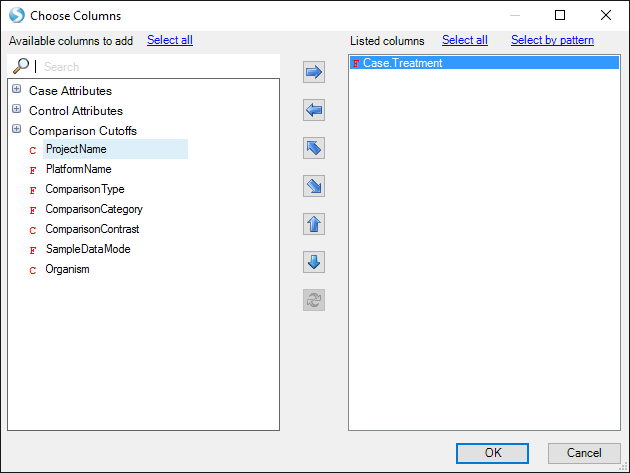 Choose Columns
Available columns to add Select all
Listed columns Select all Select by pattern
Search
F Case.Treatment
Case Attributes
Control Attributes
Comparison Cutoffs
C ProjectName
F PlatformName
F ComparisonType
F ComparisonCategory
C ComparisonContrast
F SampleDataMode
C Organism
OK Cancel